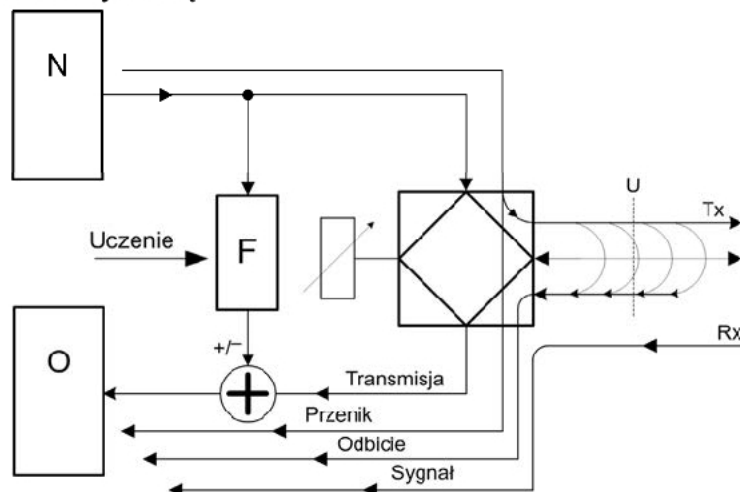 N
U
Tx
Uczenie
F
+/-
Rx
O
Transmisja
Przenik
Odbicie
Sygnał